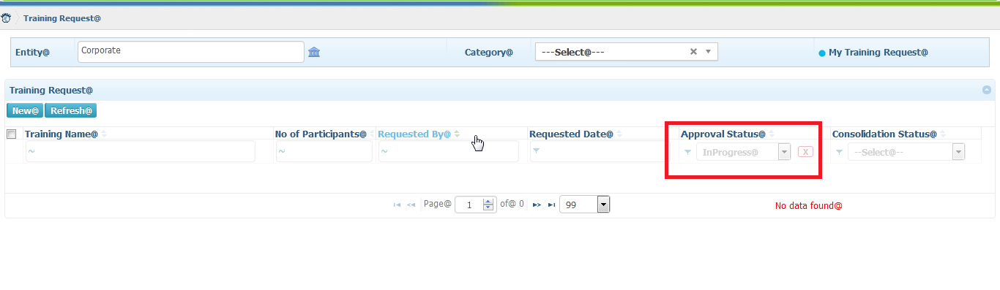 Training Request@
Entity@ Corporate Category@ ---Select@--- My Training Request@
Training Request@
New@ Refresh@
Training Name@ No of Participants@ Requested By@ Requested Date@ Approval Status@ Consolidation Status@
~ ~ ~ InProgress@ X --Select@--
Page@ 1 of@ 0 99 No data found@